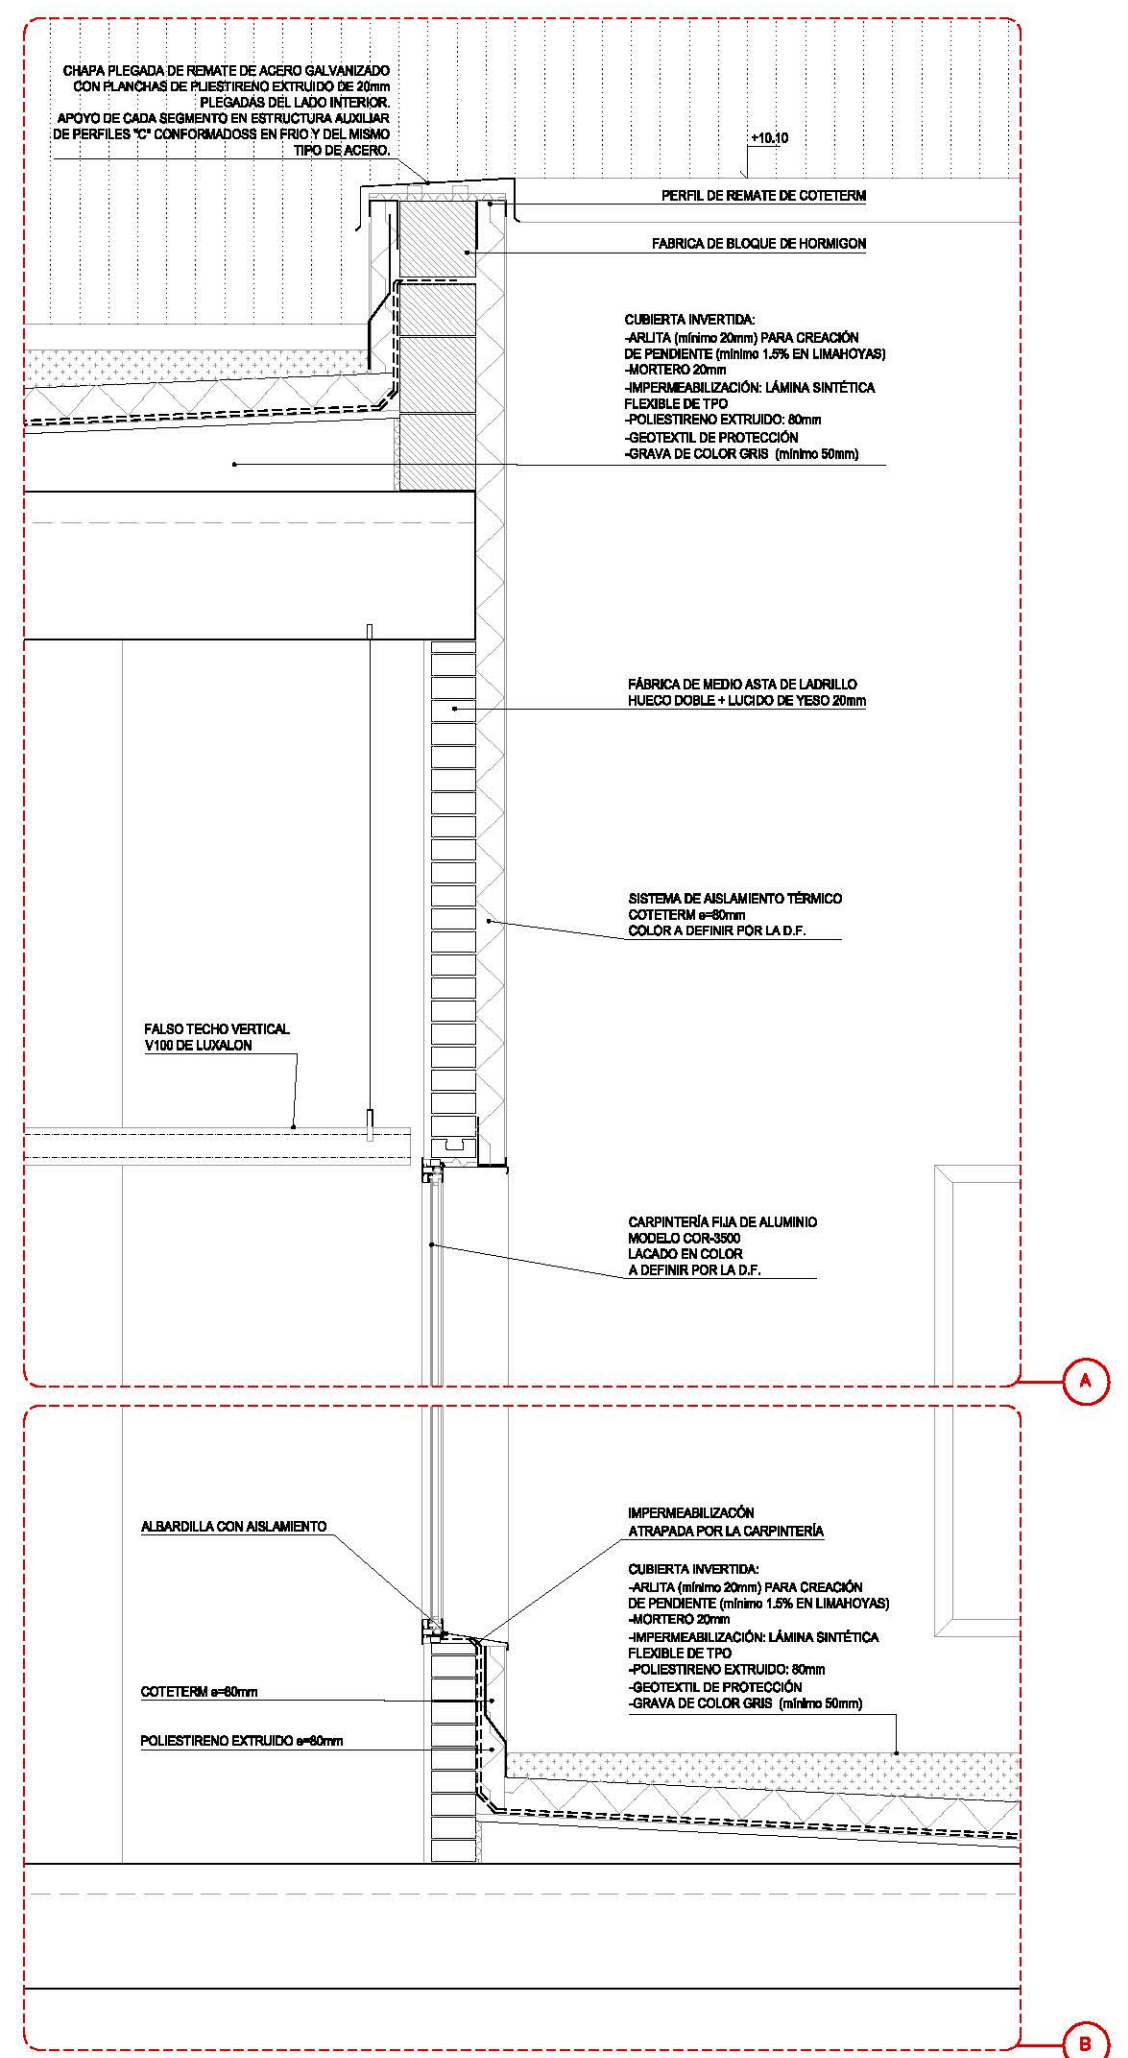 CHAPA PLEGADA DE REMATE DE ACERO GALVANIZADO
CON PLANCHAS DE PLIESTIRENO EXTRUIDO DE 20mm
PLEGADAS DEL LADO INTERIOR.
APOYO DE CADA SEGMENTO EN ESTRUCTURA AUXILIAR
DE PERFILES "C" CONFORMADOSS EN FRIO Y DEL MISMO
TIPO DE ACERO.
+10.10
PERFIL DE REMATE DE COTETERM
FABRICA DE BLOQUE DE HORMIGON
CUBIERTA INVERTIDA:
-ARLITA (mínimo 20mm) PARA CREACIÓN
DE PENDIENTE (mínimo 1.5% EN LIMAHOYAS)
-MORTERO 20mm
-IMPERMEABILIZACIÓN: LÁMINA SINTÉTICA
FLEXIBLE DE TPO
-POLIESTIRENO EXTRUIDO: 80mm
-GEOTEXTIL DE PROTECCIÓN
-GRAVA DE COLOR GRIS (mínimo 50mm)
FÁBRICA DE MEDIO ASTA DE LADRILLO
HUECO DOBLE + LUCIDO DE YESO 20mm
SISTEMA DE AISLAMIENTO TÉRMICO
COTETERM e=80mm
COLOR A DEFINIR POR LA D.F.
FALSO TECHO VERTICAL
V100 DE LUXALON
CARPINTERÍA FIJA DE ALUMINIO
MODELO COR-3500
LACADO EN COLOR
A DEFINIR POR LA D.F.
A
IMPERMEABILIZACÓN
ATRAPADA POR LA CARPINTERÍA
ALBARDILLA CON AISLAMIENTO
CUBIERTA INVERTIDA:
-ARLITA (mínimo 20mm) PARA CREACIÓN
DE PENDIENTE (mínimo 1.5% EN LIMAHOYAS)
-MORTERO 20mm
-IMPERMEABILIZACIÓN: LÁMINA SINTÉTICA
FLEXIBLE DE TPO
-POLIESTIRENO EXTRUIDO: 80mm
-GEOTEXTIL DE PROTECCIÓN
-GRAVA DE COLOR GRIS (mínimo 50mm)
COTETERM e=60mm
POLIESTIRENO EXTRUIDO e=80mm
B